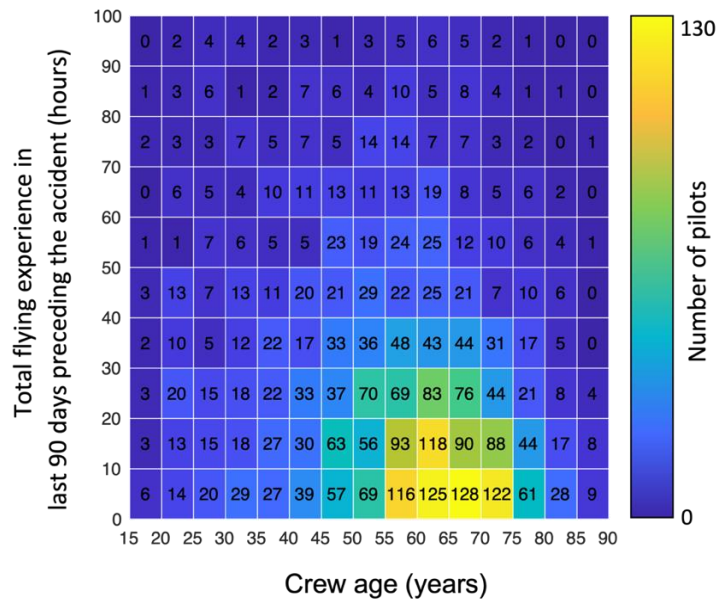 100
90
80
70
60
50
40
30
20
10
0
Total flying experience in
last 90 days preceding the accident (hours)
0 2 4 4 2 3 1 3 5 6 5 2 1 0 0
1 3 6 1 2 7 6 4 10 5 8 4 1 1 0
2 3 3 7 5 7 5 14 14 7 7 3 2 0 1
0 6 5 4 10 11 13 11 13 19 8 5 6 2 0
1 1 7 6 5 5 23 19 24 25 12 10 6 4 1
3 13 7 13 11 20 21 29 22 25 21 7 10 6 0
2 10 5 12 22 17 33 36 48 43 44 31 17 5 0
3 20 15 18 22 33 37 70 69 83 76 44 21 8 4
3 13 15 18 27 30 63 56 93 118 90 88 44 17 8
6 14 20 29 27 39 57 69 116 125 128 122 61 28 9
15 20 25 30 35 40 45 50 55 60 65 70 75 80 85 90
Crew age (years)
130
Number of pilots
0